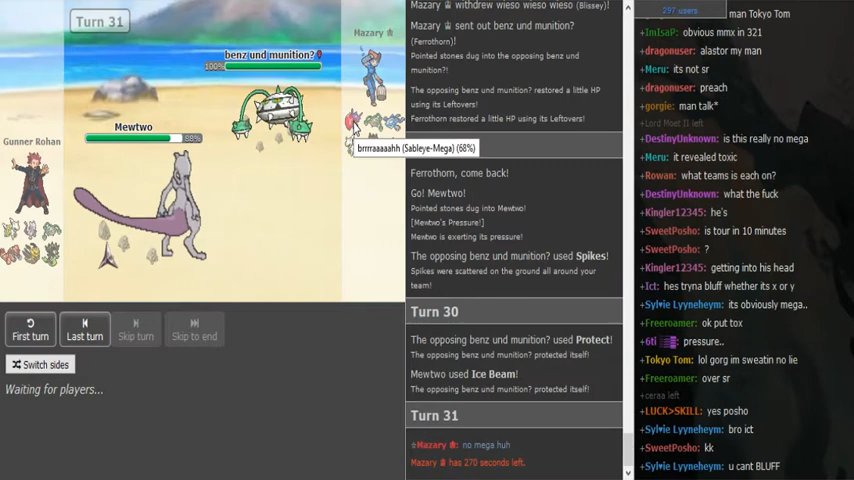 Turn 31
benz und munition?
100%
Mewtwo
88%
Gunner Rohan
Mazary
brrrraaaaahh (Sableye-Mega) (68%)
First turn
Last turn
Skip turn
Skip to end
Switch sides
Waiting for players...
Mazary withdrew wieso wieso wieso (Blissey)!
Mazary sent out benz und munition?
(Ferrothorn)!
Pointed stones dug into the opposing benz und
munition?!
The opposing benz und munition? restored a little HP
using its Leftovers!
Ferrothorn restored a little HP using its Leftovers!
Ferrothorn, come back!
Go! Mewtwo!
Pointed stones dug into Mewtwo!
[Mewtwo's Pressure!]
Mewtwo is exerting its pressure!
The opposing benz und munition? used Spikes!
Spikes were scattered on the ground all around your
team!
Turn 30
The opposing benz und munition? used Protect!
The opposing benz und munition? protected itself!
Mewtwo used Ice Beam!
The opposing benz und munition? protected itself!
Turn 31
☆Mazary: no mega huh
Mazary has 270 seconds left.
297 users
man Tokyo Tom
+ImIsaP: obvious mmx in 321
+dragonuser: alastor my man
+Meru: its not sr
+dragonuser: preach
+gorgie: man talk*
+Lord Moet II left
+DestinyUnknown: is this really no mega
+Meru: it revealed toxic
+Rowan: what teams is each on?
+DestinyUnknown: what the fuck
+Kingler12345: he's
+SweetPosho: is tour in 10 minutes
+SweetPosho: ?
+Kingler12345: getting into his head
+Ict: hes tryna bluff whether its x or y
+Sylvie Lyyneheym: its obviously mega..
+Freeroamer: ok put tox
+6ti: pressure..
+Tokyo Tom: lol gorg im sweatin no lie
+Freeroamer: over sr
+ceraa left
+LUCK>SKILL: yes posho
+Sylvie Lyyneheym: bro ict
+SweetPosho: kk
+Sylvie Lyyneheym: u cant BLUFF